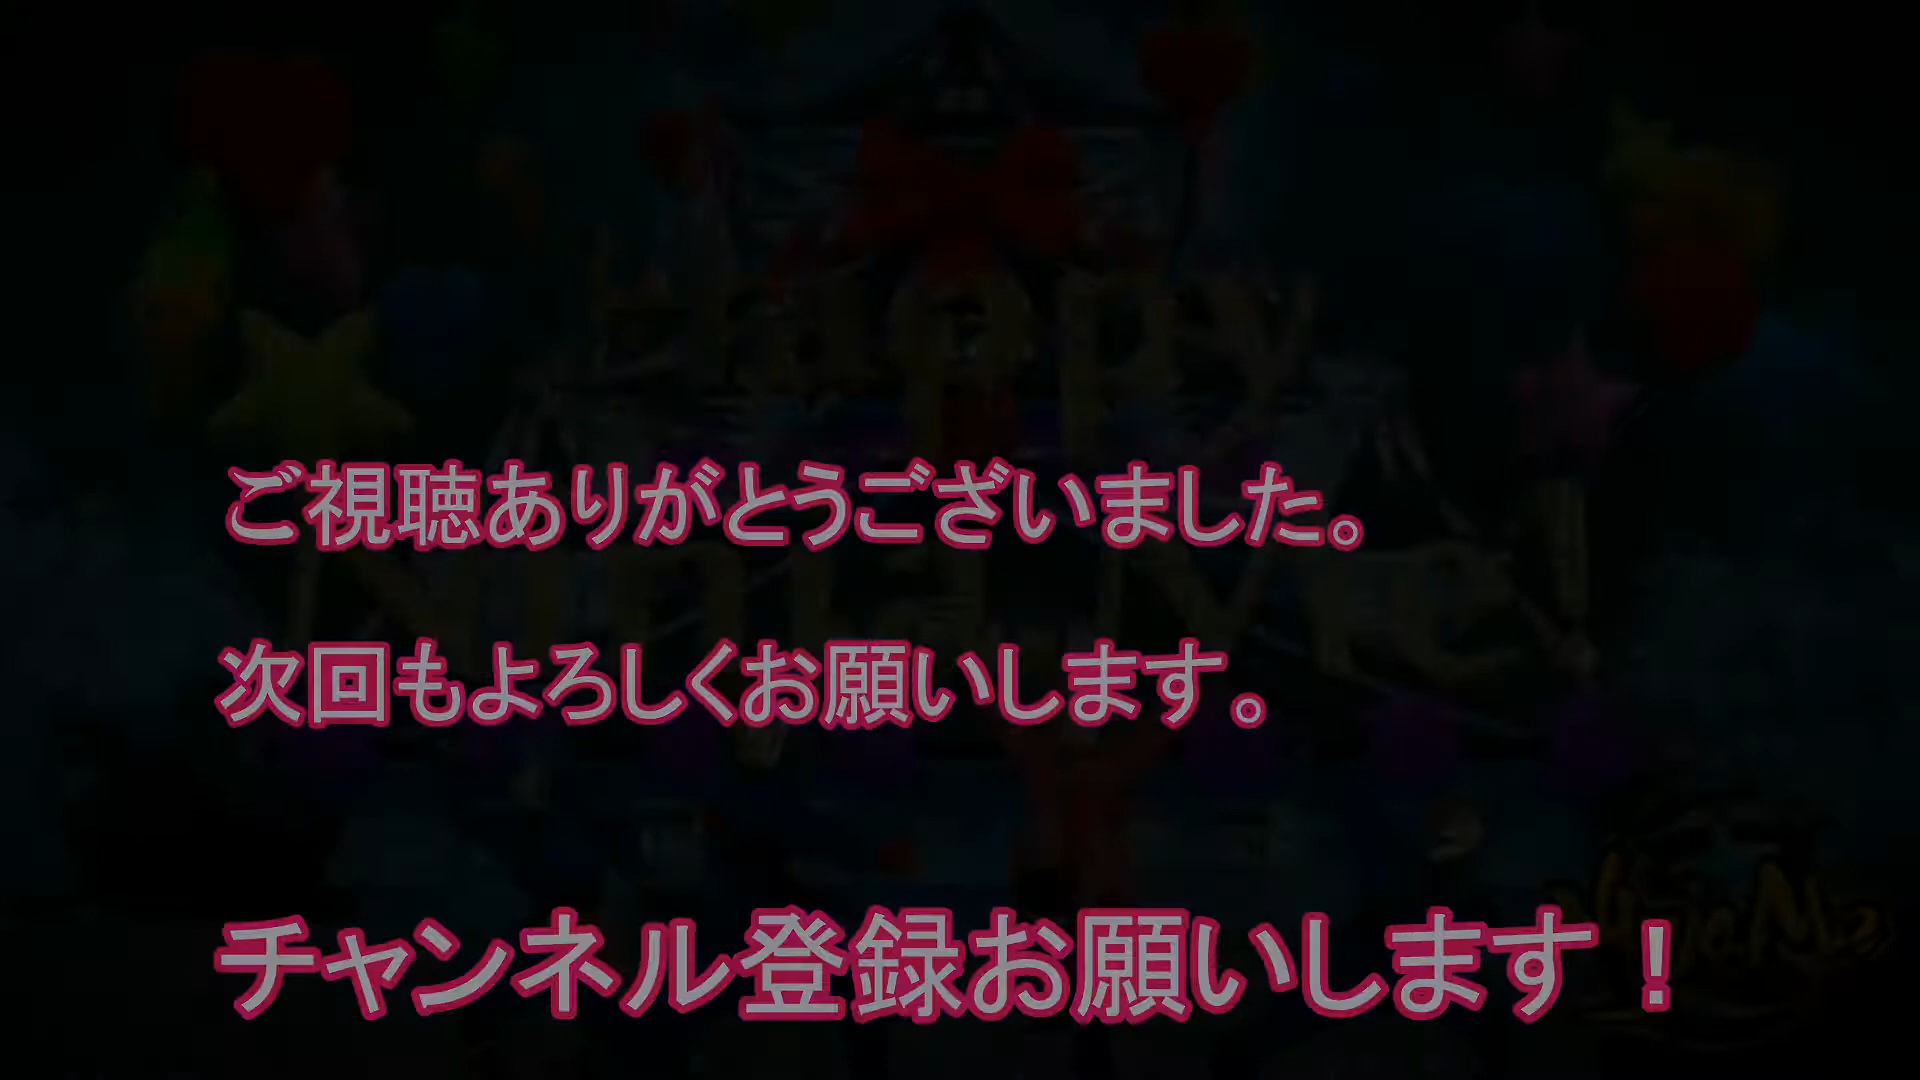 Happy
NinjaMe!
ご視聴ありがとうございました。
次回もよろしくお願いします。
チャンネル登録お願いします！